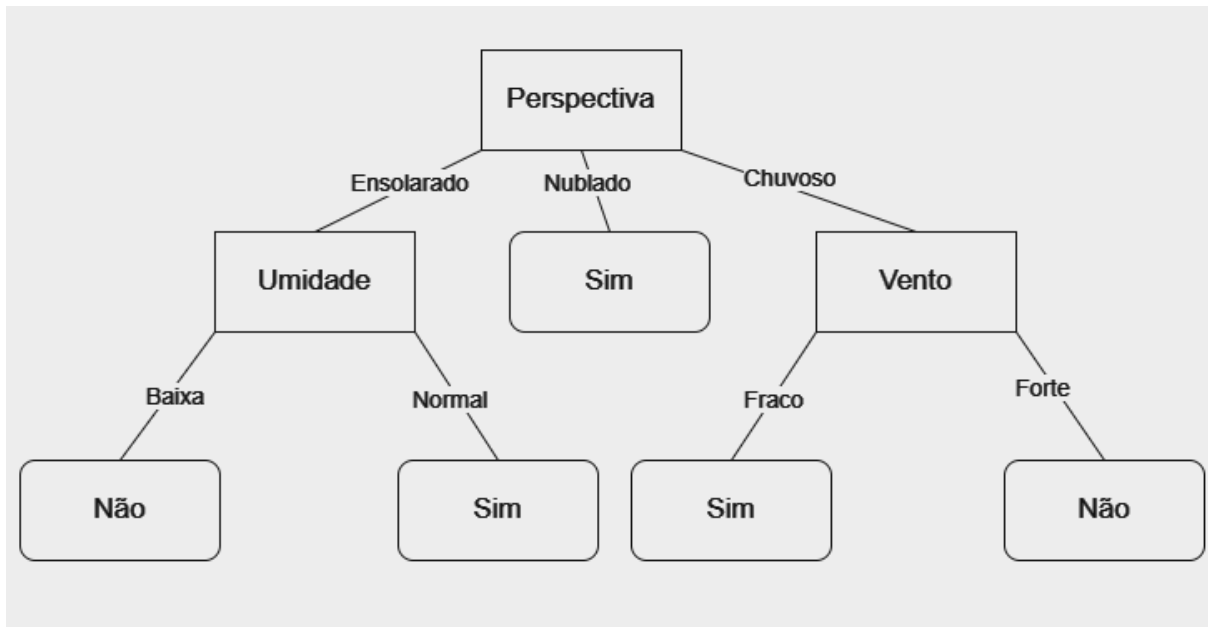 Perspectiva
Ensolarado
Nublado
Chuvoso
Umidade
Sim
Vento
Baixa
Normal
Fraco
Forte
Não
Sim
Sim
Não